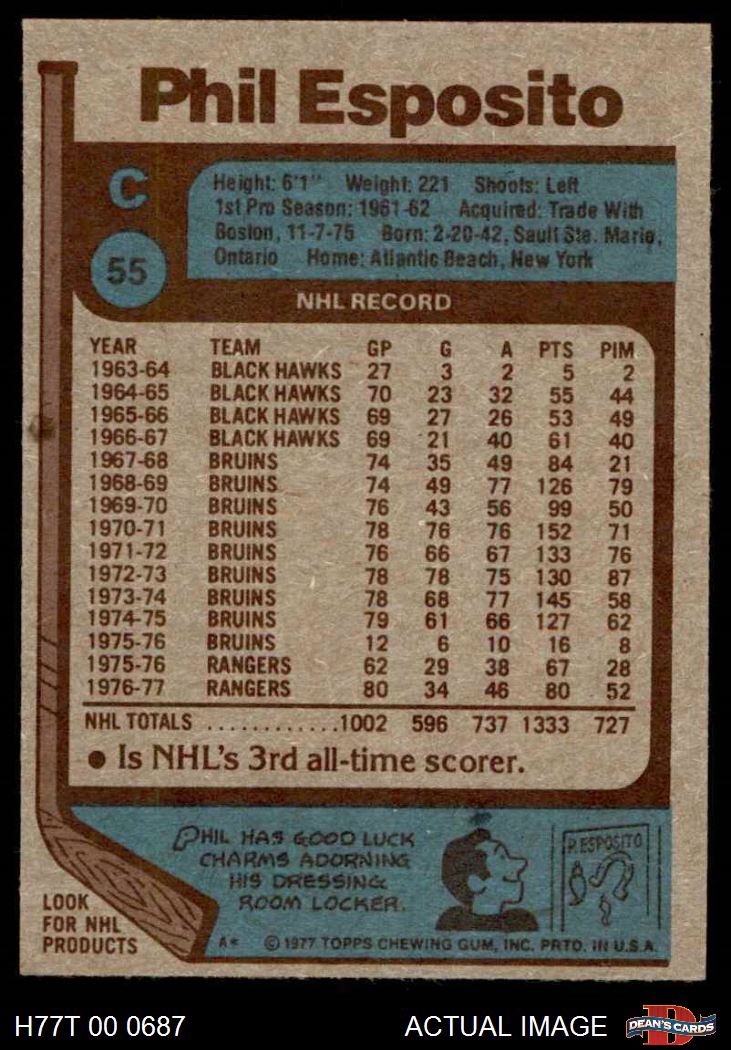 Phil Esposito
C
55
Height: 6'1" Weight: 221 Shoots: Left
1st Pro Season: 1961-62 Acquired: Trade With
Boston, 11-7-75 Born: 2-20-42, Sault Ste. Marie,
Ontario Home: Atlantic Beach, New York
NHL RECORD
YEAR TEAM GP G A PTS PIM
1963-64 BLACK HAWKS 27 3 2 5 2
1964-65 BLACK HAWKS 70 23 32 55 44
1965-66 BLACK HAWKS 69 27 26 53 49
1966-67 BLACK HAWKS 69 21 40 61 40
1967-68 BRUINS 74 35 49 84 21
1968-69 BRUINS 74 49 77 126 79
1969-70 BRUINS 76 43 56 99 50
1970-71 BRUINS 78 76 76 152 71
1971-72 BRUINS 76 66 67 133 76
1972-73 BRUINS 78 78 75 130 87
1973-74 BRUINS 78 68 77 145 58
1974-75 BRUINS 79 61 66 127 62
1975-76 BRUINS 12 6 10 16 8
1975-76 RANGERS 62 29 38 67 28
1976-77 RANGERS 80 34 46 80 52
NHL TOTALS ............1002 596 737 1333 727
● Is NHL's 3rd all-time scorer.
PHIL HAS GOOD LUCK
CHARMS ADORNING
HIS DRESSING
ROOM LOCKER.
P. ESPOSITO
LOOK
FOR NHL
PRODUCTS
A* © 1977 TOPPS CHEWING GUM, INC. PRTD. IN U.S.A.
H77T 00 0687
ACTUAL IMAGE
D
DEAN'S CARDS